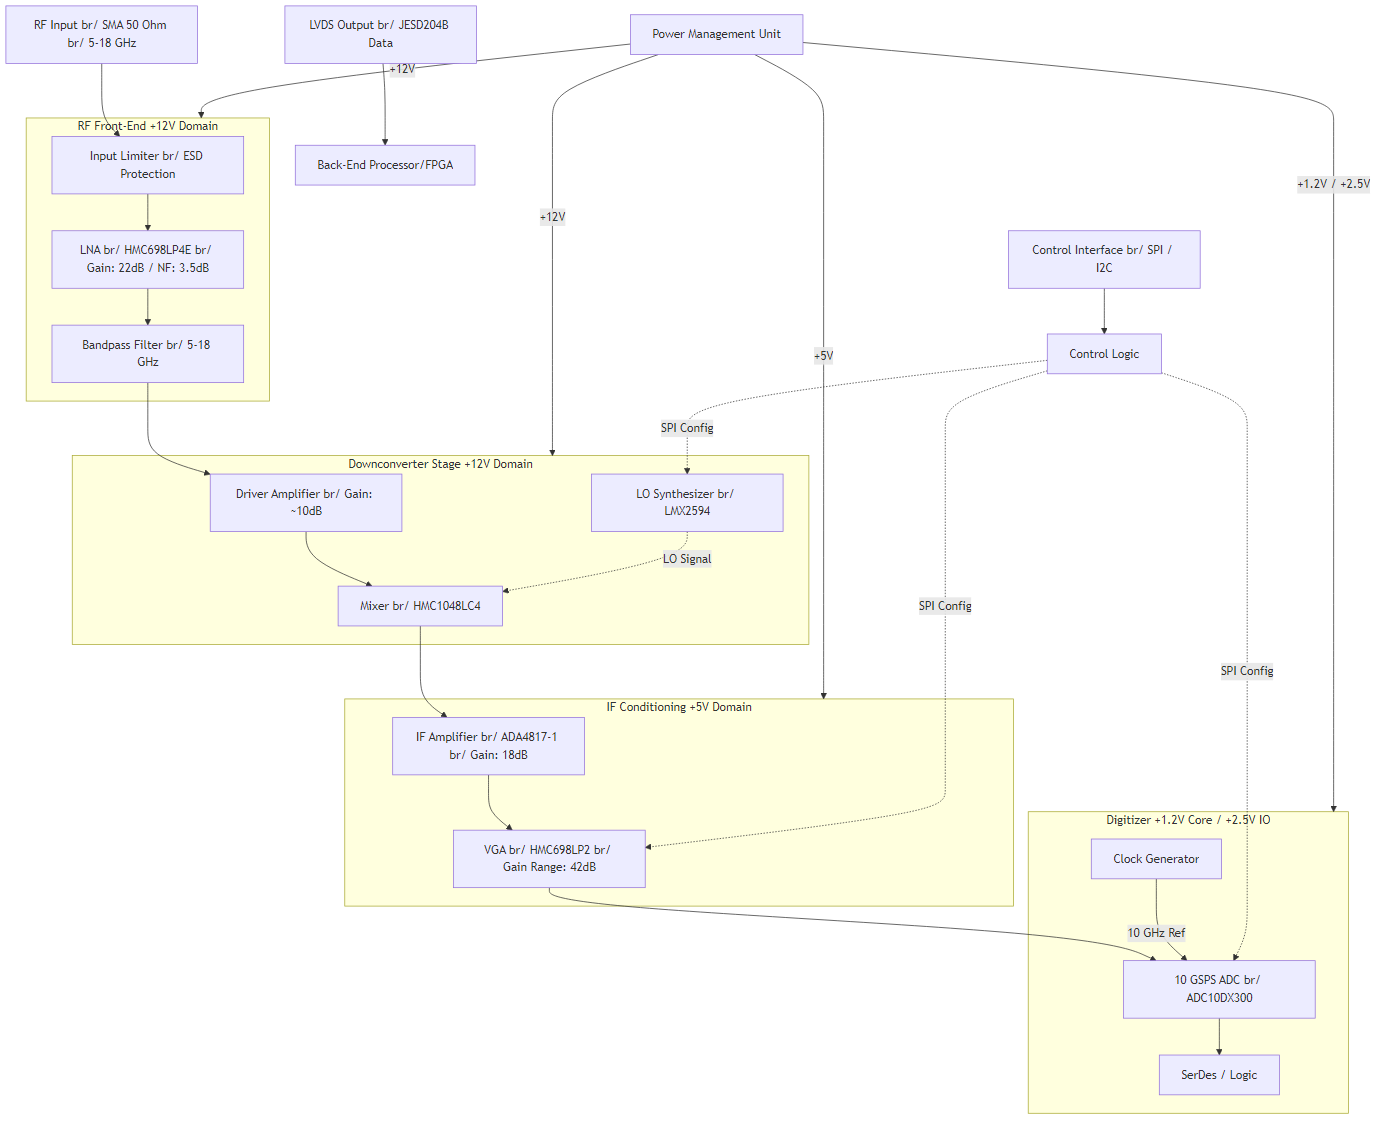 RF Input br/ SMA 50 Ohm
br/ 5-18 GHz
LVDS Output br/ JESD204B
Data
Power Management Unit
+12V
RF Front-End +12V Domain
Input Limiter br/ ESD
Protection
Back-End Processor/FPGA
+1.2V / +2.5V
+12V
LNA br/ HMC698LP4E br/
Gain: 22dB / NF: 3.5dB
Control Interface br/ SPI /
I2C
Bandpass Filter br/ 5-18
GHz
Control Logic
+5V
SPI Config
Downconverter Stage +12V Domain
Driver Amplifier br/ Gain:
~10dB
LO Synthesizer br/
LMX2594
LO Signal
Mixer br/ HMC1048LC4
SPI Config
SPI Config
IF Conditioning +5V Domain
IF Amplifier br/ ADA4817-1
br/ Gain: 18dB
VGA br/ HMC698LP2 br/
Gain Range: 42dB
Digitizer +1.2V Core / +2.5V IO
Clock Generator
10 GHz Ref
10 GSPS ADC br/
ADC10DX300
SerDes / Logic